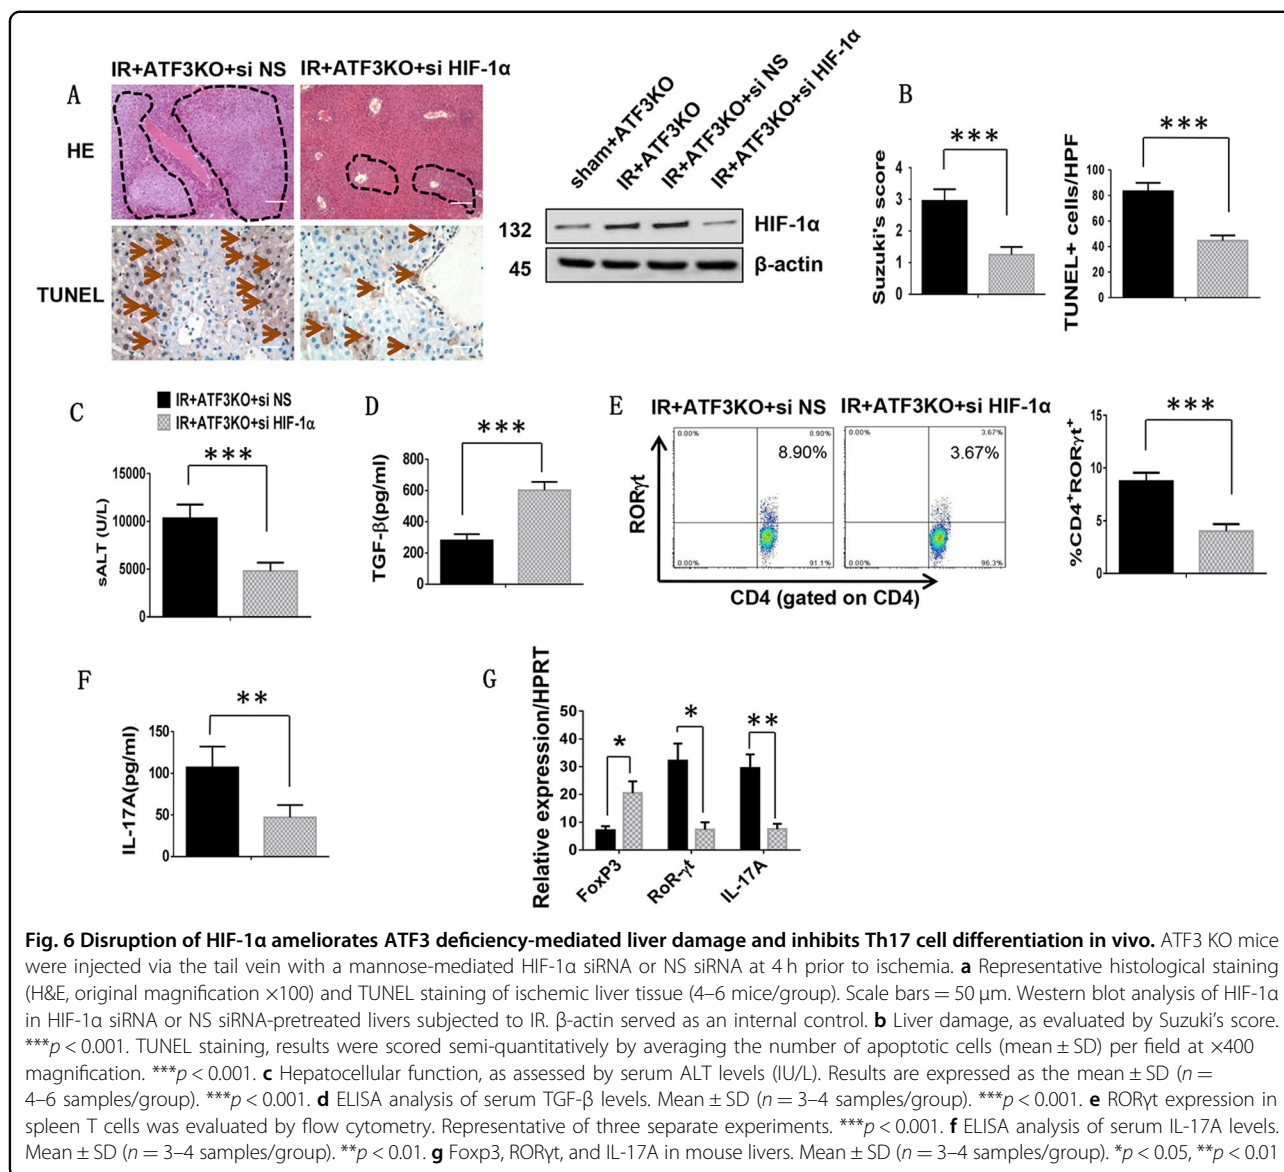 IR+ATF3KO+si NS
IR+ATF3KO+si HIF-1α
A
HE
TUNEL
sham+ATF3KO
IR+ATF3KO
IR+ATF3KO+si NS
IR+ATF3KO+si HIF-1α
132
HIF-1α
45
β-actin
B
Suzuki's score
4
3
2
1
0
***
TUNEL+ cells/HPF
100
80
60
40
20
0
***
C
IR+ATF3KO+si NS
IR+ATF3KO+si HIF-1α
sALT (U/L)
15000
10000
5000
0
***
D
TGF-β(pg/ml)
800
600
400
200
0
***
E
IR+ATF3KO+si NS
IR+ATF3KO+si HIF-1α
RORγt
0.00%
8.90%
8.90%
0.00%
91.1%
0.00%
3.67%
3.67%
0.00%
96.3%
CD4 (gated on CD4)
%CD4+RORγt+
15
10
5
0
***
F
IL-17A(pg/ml)
150
100
50
0
**
G
Relative expression/HPRT
50
40
30
20
10
0
*
*
**
FoxP3
RoR-γt
IL-17A
Fig. 6 Disruption of HIF-1α ameliorates ATF3 deficiency-mediated liver damage and inhibits Th17 cell differentiation in vivo. ATF3 KO mice
were injected via the tail vein with a mannose-mediated HIF-1α siRNA or NS siRNA at 4 h prior to ischemia. a Representative histological staining
(H&E, original magnification ×100) and TUNEL staining of ischemic liver tissue (4–6 mice/group). Scale bars = 50 μm. Western blot analysis of HIF-1α
in HIF-1α siRNA or NS siRNA-pretreated livers subjected to IR. β-actin served as an internal control. b Liver damage, as evaluated by Suzuki's score.
***p < 0.001. TUNEL staining, results were scored semi-quantitatively by averaging the number of apoptotic cells (mean ± SD) per field at ×400
magnification. ***p < 0.001. c Hepatocellular function, as assessed by serum ALT levels (IU/L). Results are expressed as the mean ± SD (n =
4–6 samples/group). ***p < 0.001. d ELISA analysis of serum TGF-β levels. Mean ± SD (n = 3–4 samples/group). ***p < 0.001. e RORγt expression in
spleen T cells was evaluated by flow cytometry. Representative of three separate experiments. ***p < 0.001. f ELISA analysis of serum IL-17A levels.
Mean ± SD (n = 3–4 samples/group). **p < 0.01. g Foxp3, RORγt, and IL-17A in mouse livers. Mean ± SD (n = 3–4 samples/group). *p < 0.05, **p < 0.01